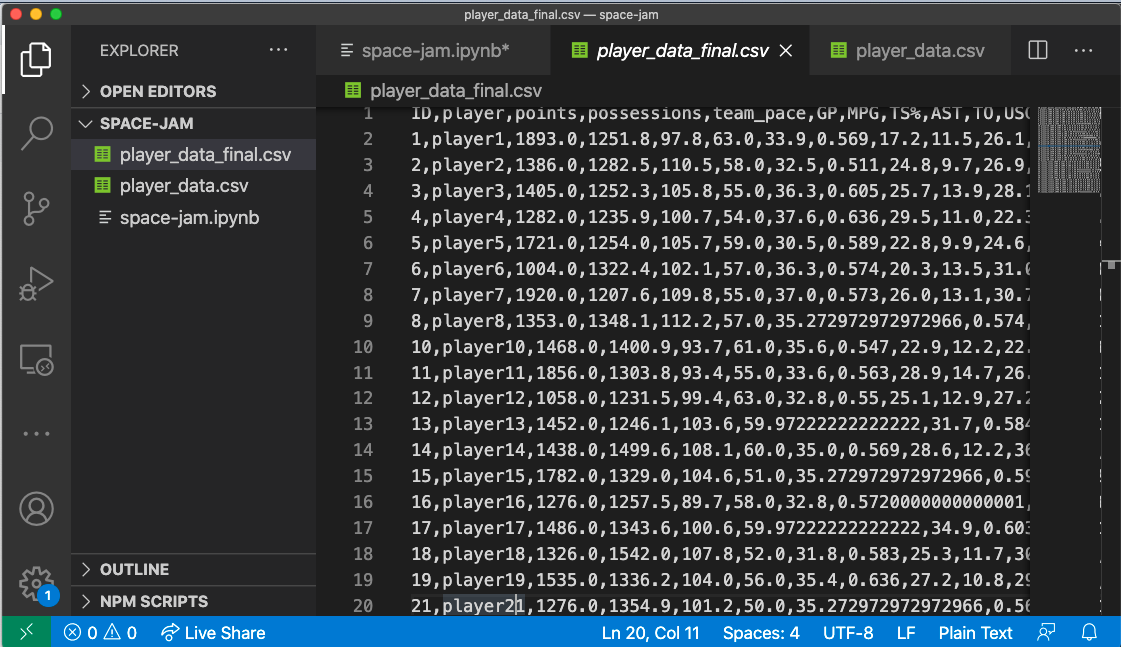 player_data_final.csv — space-jam
EXPLORER
OPEN EDITORS
SPACE-JAM
player_data_final.csv
player_data.csv
space-jam.ipynb
OUTLINE
NPM SCRIPTS
1
space-jam.ipynb*
player_data_final.csv
player_data.csv
player_data_final.csv
1 ID,player,points,possessions,team_pace,GP,MPG,TS%,AST,TO,USG
2 1,player1,1893.0,1251.8,97.8,63.0,33.9,0.569,17.2,11.5,26.1,
3 2,player2,1386.0,1282.5,110.5,58.0,32.5,0.511,24.8,9.7,26.9,
4 3,player3,1405.0,1252.3,105.8,55.0,36.3,0.605,25.7,13.9,28.1
5 4,player4,1282.0,1235.9,100.7,54.0,37.6,0.636,29.5,11.0,22.3
6 5,player5,1721.0,1254.0,105.7,59.0,30.5,0.589,22.8,9.9,24.6,
7 6,player6,1004.0,1322.4,102.1,57.0,36.3,0.574,20.3,13.5,31.0
8 7,player7,1920.0,1207.6,109.8,55.0,37.0,0.573,26.0,13.1,30.7
9 8,player8,1353.0,1348.1,112.2,57.0,35.272972972972966,0.574,
10 10,player10,1468.0,1400.9,93.7,61.0,35.6,0.547,22.9,12.2,22.
11 11,player11,1856.0,1303.8,93.4,55.0,33.6,0.563,28.9,14.7,26.
12 12,player12,1058.0,1231.5,99.4,63.0,32.8,0.55,25.1,12.9,27.2
13 13,player13,1452.0,1246.1,103.6,59.97222222222222,31.7,0.584
14 14,player14,1438.0,1499.6,108.1,60.0,35.0,0.569,28.6,12.2,36
15 15,player15,1782.0,1329.0,104.6,51.0,35.272972972972966,0.59
16 16,player16,1276.0,1257.5,89.7,58.0,32.8,0.5720000000000001,
17 17,player17,1486.0,1343.6,100.6,59.97222222222222,34.9,0.603
18 18,player18,1326.0,1542.0,107.8,52.0,31.8,0.583,25.3,11.7,30
19 19,player19,1535.0,1336.2,104.0,56.0,35.4,0.636,27.2,10.8,29
20 21,player21,1276.0,1354.9,101.2,50.0,35.272972972972966,0.56
0 0 Live Share Ln 20, Col 11 Spaces: 4 UTF-8 LF Plain Text